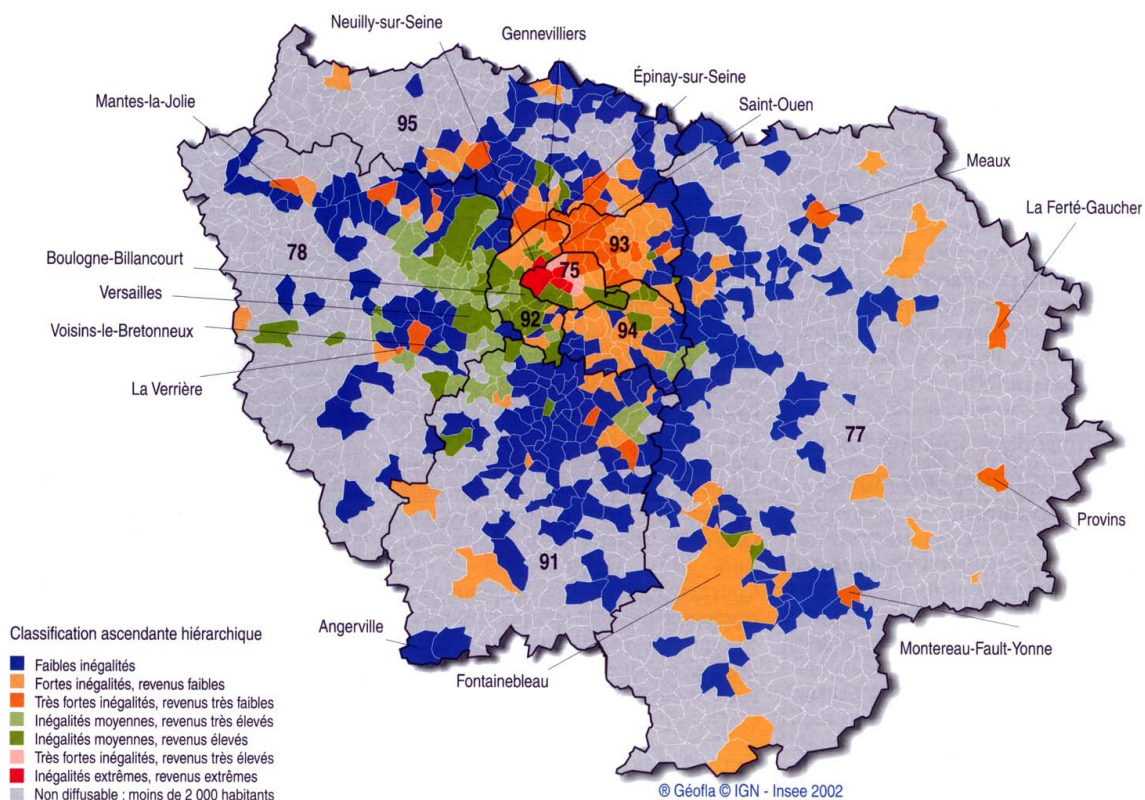 Neuilly-sur-Seine
Gennevilliers
Épinay-sur-Seine
Saint-Ouen
Mantes-la-Jolie
95
Meaux
La Ferté-Gaucher
93
78
75
Boulogne-Billancourt
Versailles
92
94
Voisins-le-Bretonneux
La Verrière
77
Provins
91
Angerville
Montereau-Fault-Yonne
Fontainebleau
Classification ascendante hiérarchique
Faibles inégalités
Fortes inégalités, revenus faibles
Très fortes inégalités, revenus très faibles
Inégalités moyennes, revenus très élevés
Inégalités moyennes, revenus élevés
Très fortes inégalités, revenus très élevés
Inégalités extrêmes, revenus extrêmes
Non diffusable : moins de 2 000 habitants
® Géofla © IGN - Insee 2002